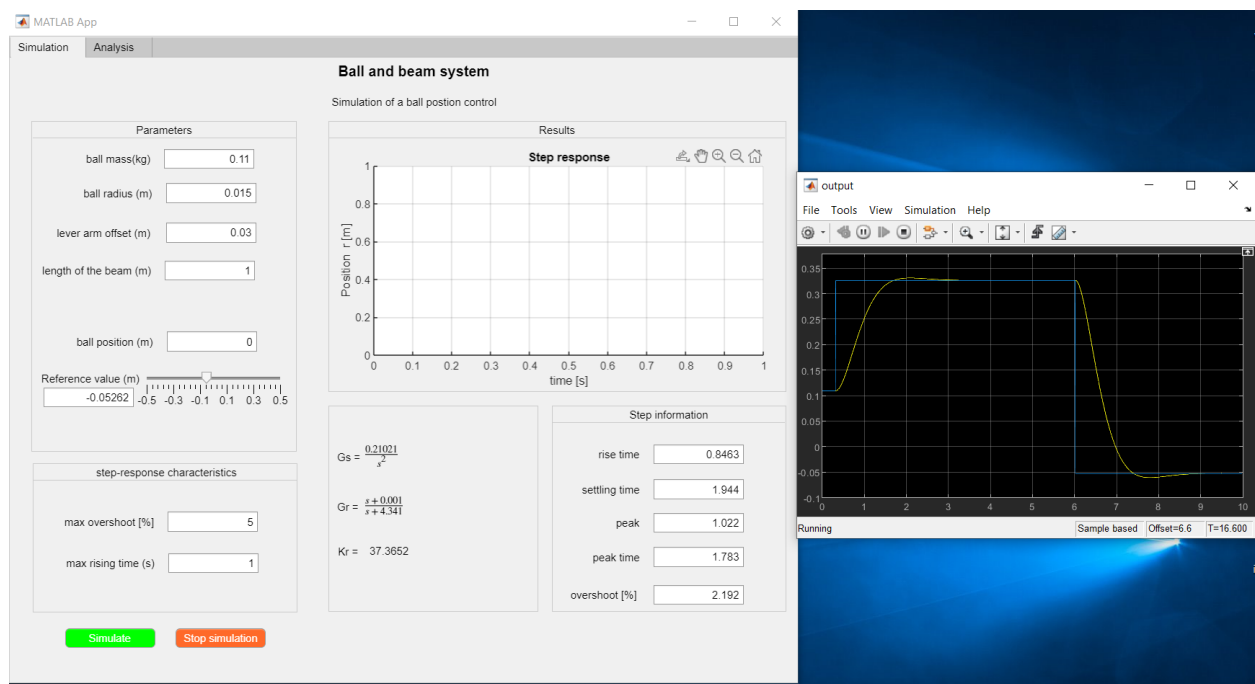 MATLAB App
Simulation Analysis
Ball and beam system
Simulation of a ball postion control
Parameters
ball mass(kg) 0.11
ball radius (m) 0.015
lever arm offset (m) 0.03
length of the beam (m) 1
ball position (m) 0
Reference value (m)
-0.05262
-0.5 -0.3 -0.1 0.1 0.3 0.5
step-response characteristics
max overshoot [%] 5
max rising time (s) 1
Simulate Stop simulation
Results
Step response
Position r [m]
1
0.8
0.6
0.4
0.2
0
0 0.1 0.2 0.3 0.4 0.5 0.6 0.7 0.8 0.9 1
time [s]
Gs = 0.21021 / s^2
Gr = s + 0.001 / s + 4.341
Kr = 37.3652
Step information
rise time 0.8463
settling time 1.944
peak 1.022
peak time 1.783
overshoot [%] 2.192
output
File Tools View Simulation Help
0.35
0.3
0.25
0.2
0.15
0.1
0.05
0
-0.05
-0.1
0 1 2 3 4 5 6 7 8 9 10
Running Sample based Offset=6.6 T=16.600